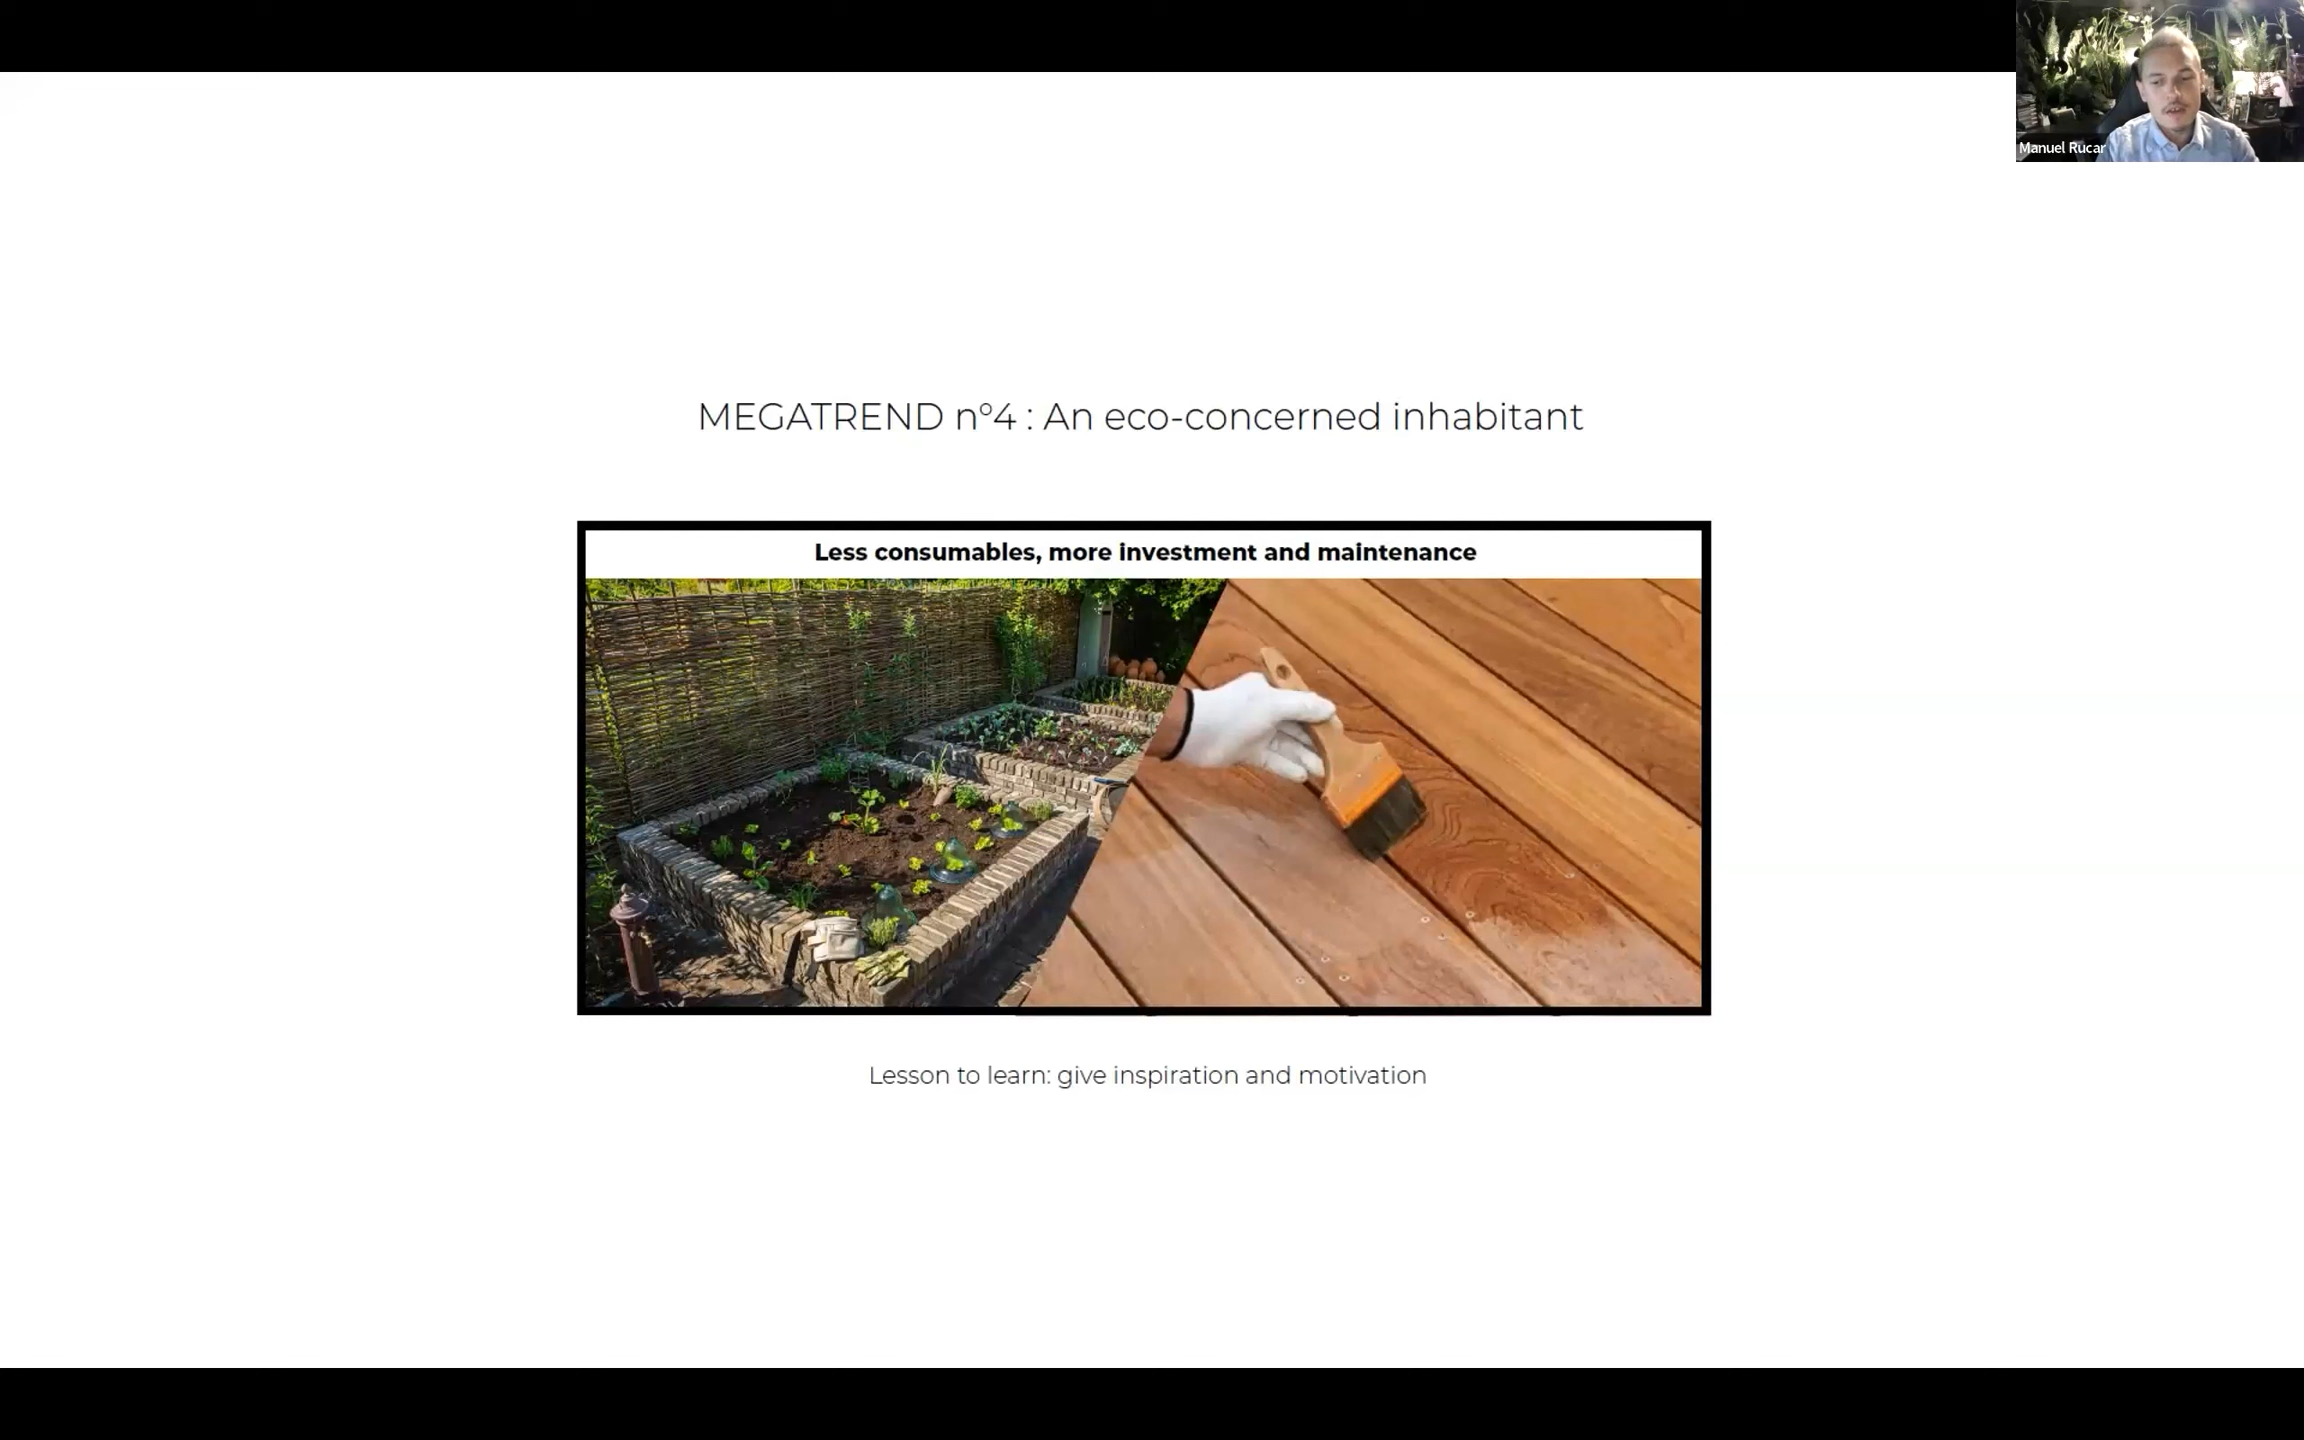 Manuel Rucar
MEGATREND n°4 : An eco-concerned inhabitant
Less consumables, more investment and maintenance
Lesson to learn: give inspiration and motivation